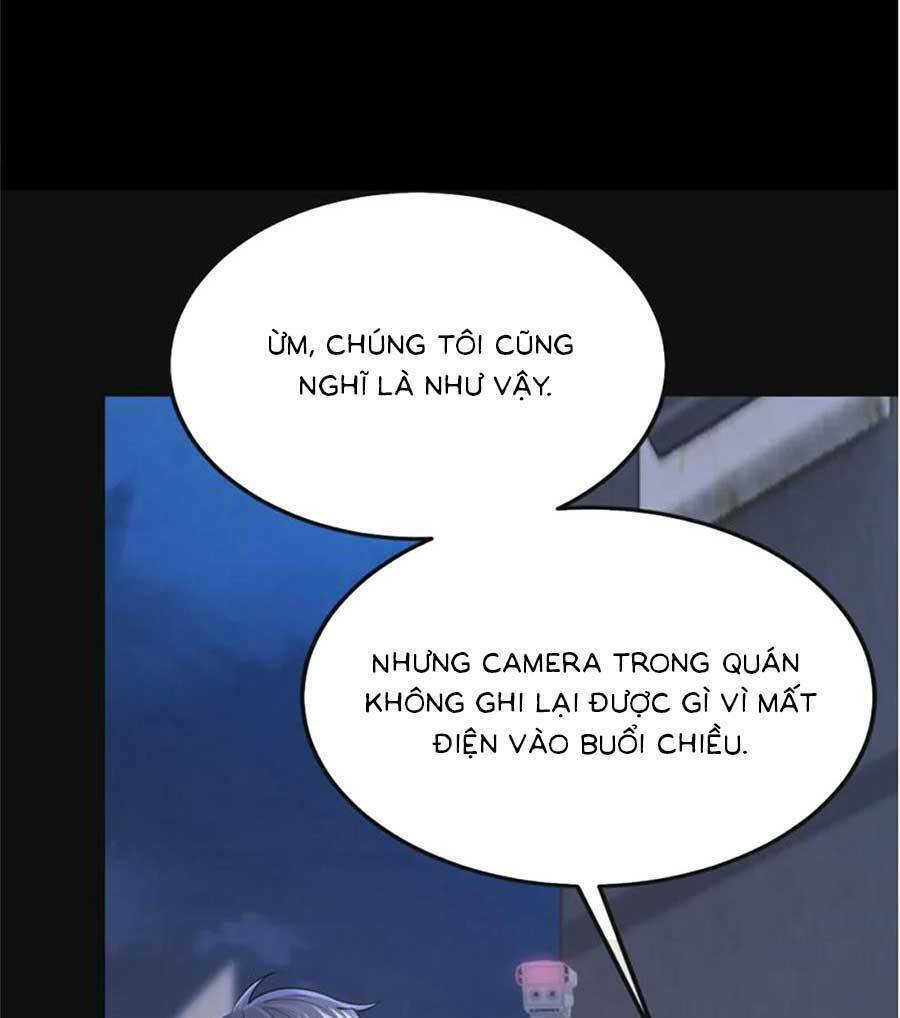 ỪM, CHÚNG TÔI CŨNG
NGHĨ LÀ NHƯ VẬY.
NHƯNG CAMERA TRONG QUÁN
KHÔNG GHI LẠI ĐƯỢC GÌ VÌ MẤT
ĐIỆN VÀO BUỔI CHIỀU.